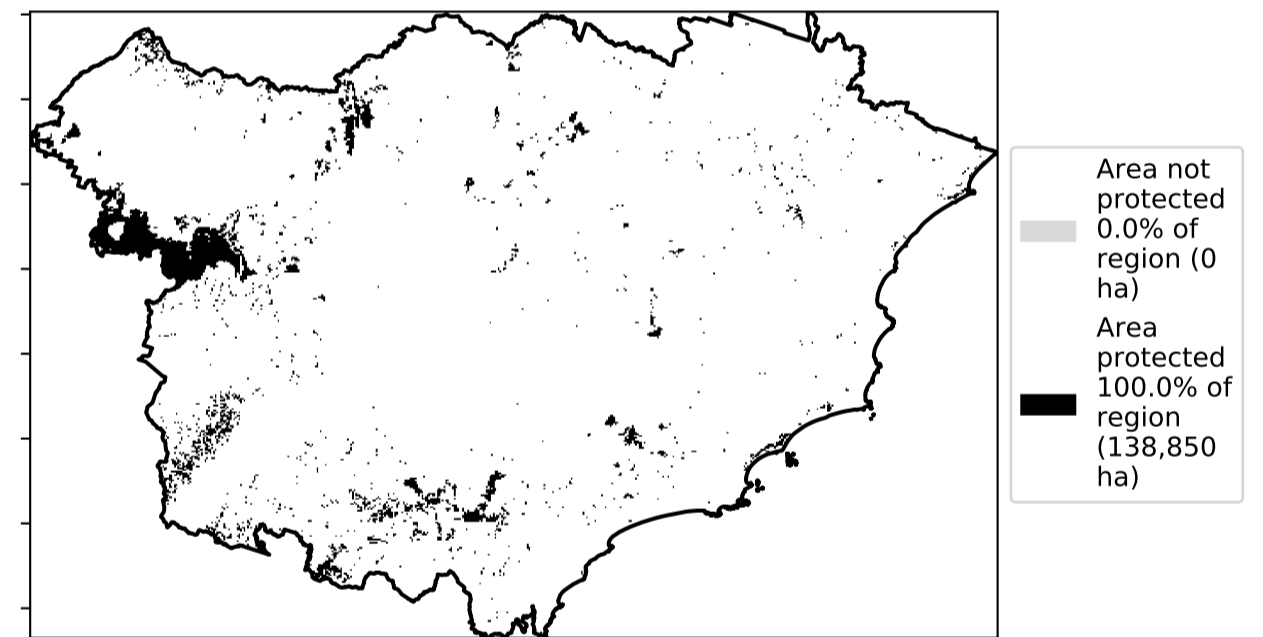 Area not
protected
0.0% of
region (0
ha)
Area
protected
100.0% of
region
(138,850
ha)